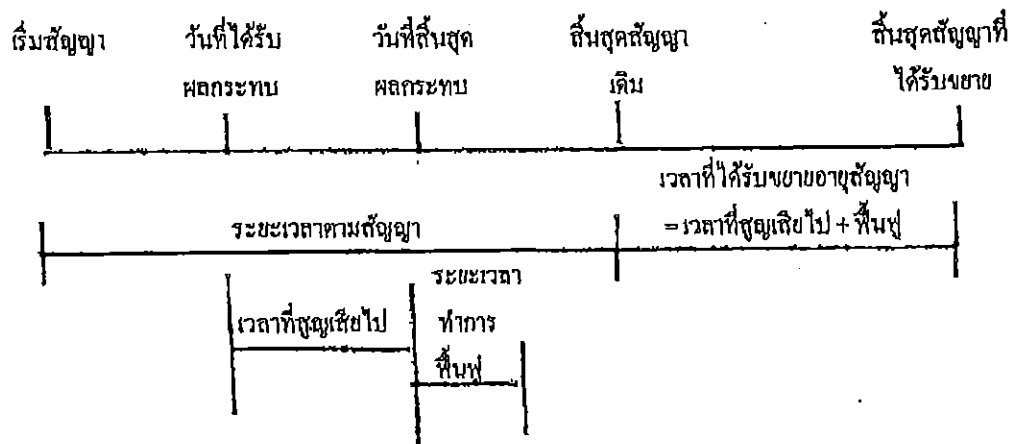 เริ่มสัญญา วันที่ได้รับ วันที่สิ้นสุด สิ้นสุดสัญญา สิ้นสุดสัญญาที่
ผลกระทบ ผลกระทบ เดิม ได้รับขยาย
เวลาที่ได้รับขยายอายุสัญญา
ระยะเวลาตามสัญญา = เวลาที่สูญเสียไป + ฟื้นฟู
ระยะเวลา
เวลาที่สูญเสียไป ทำการ
ฟื้นฟู